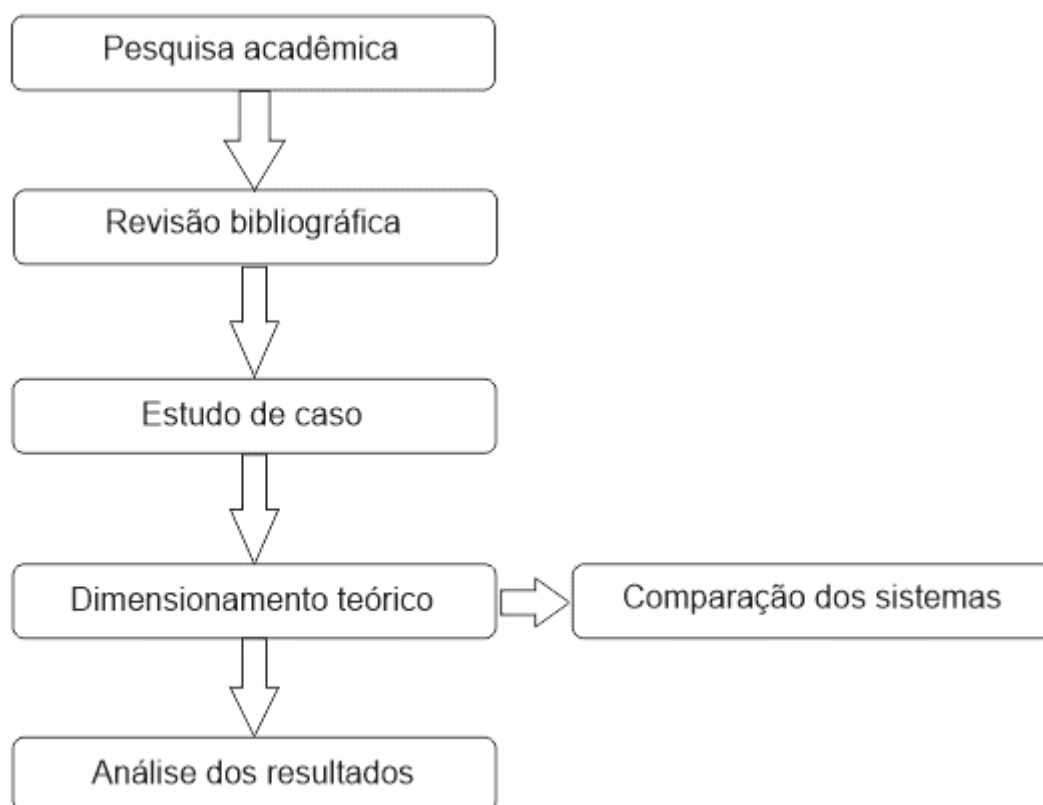 Pesquisa acadêmica
Revisão bibliográfica
Estudo de caso
Dimensionamento teórico
Comparação dos sistemas
Análise dos resultados